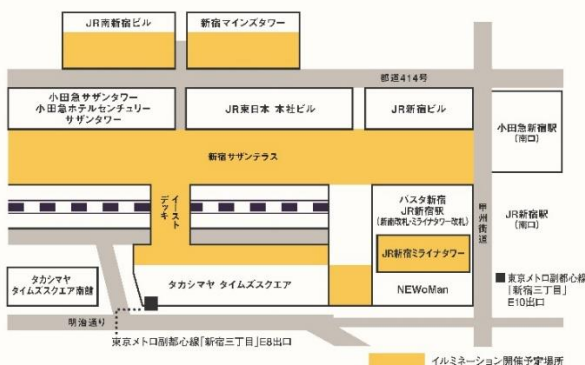 JR南新宿ビル
新宿マインズタワー
都道414号
小田急サザンタワー
小田急ホテルセンチュリー
サザンタワー
JR東日本 本社ビル
JR新宿ビル
小田急新宿駅
(南口)
新宿サザンテラス
イースト
デッキ
バスタ新宿
JR新宿駅
(新南改札・ミライナタワー改札)
甲州街道
JR新宿駅
(南口)
JR新宿ミライナタワー
タカシマヤ
タイムズスクエア南館
タカシマヤ タイムズスクエア
NEWoMan
東京メトロ副都心線
「新宿三丁目」
E10出口
明治通り
東京メトロ副都心線「新宿三丁目」E8出口
イルミネーション開催予定場所